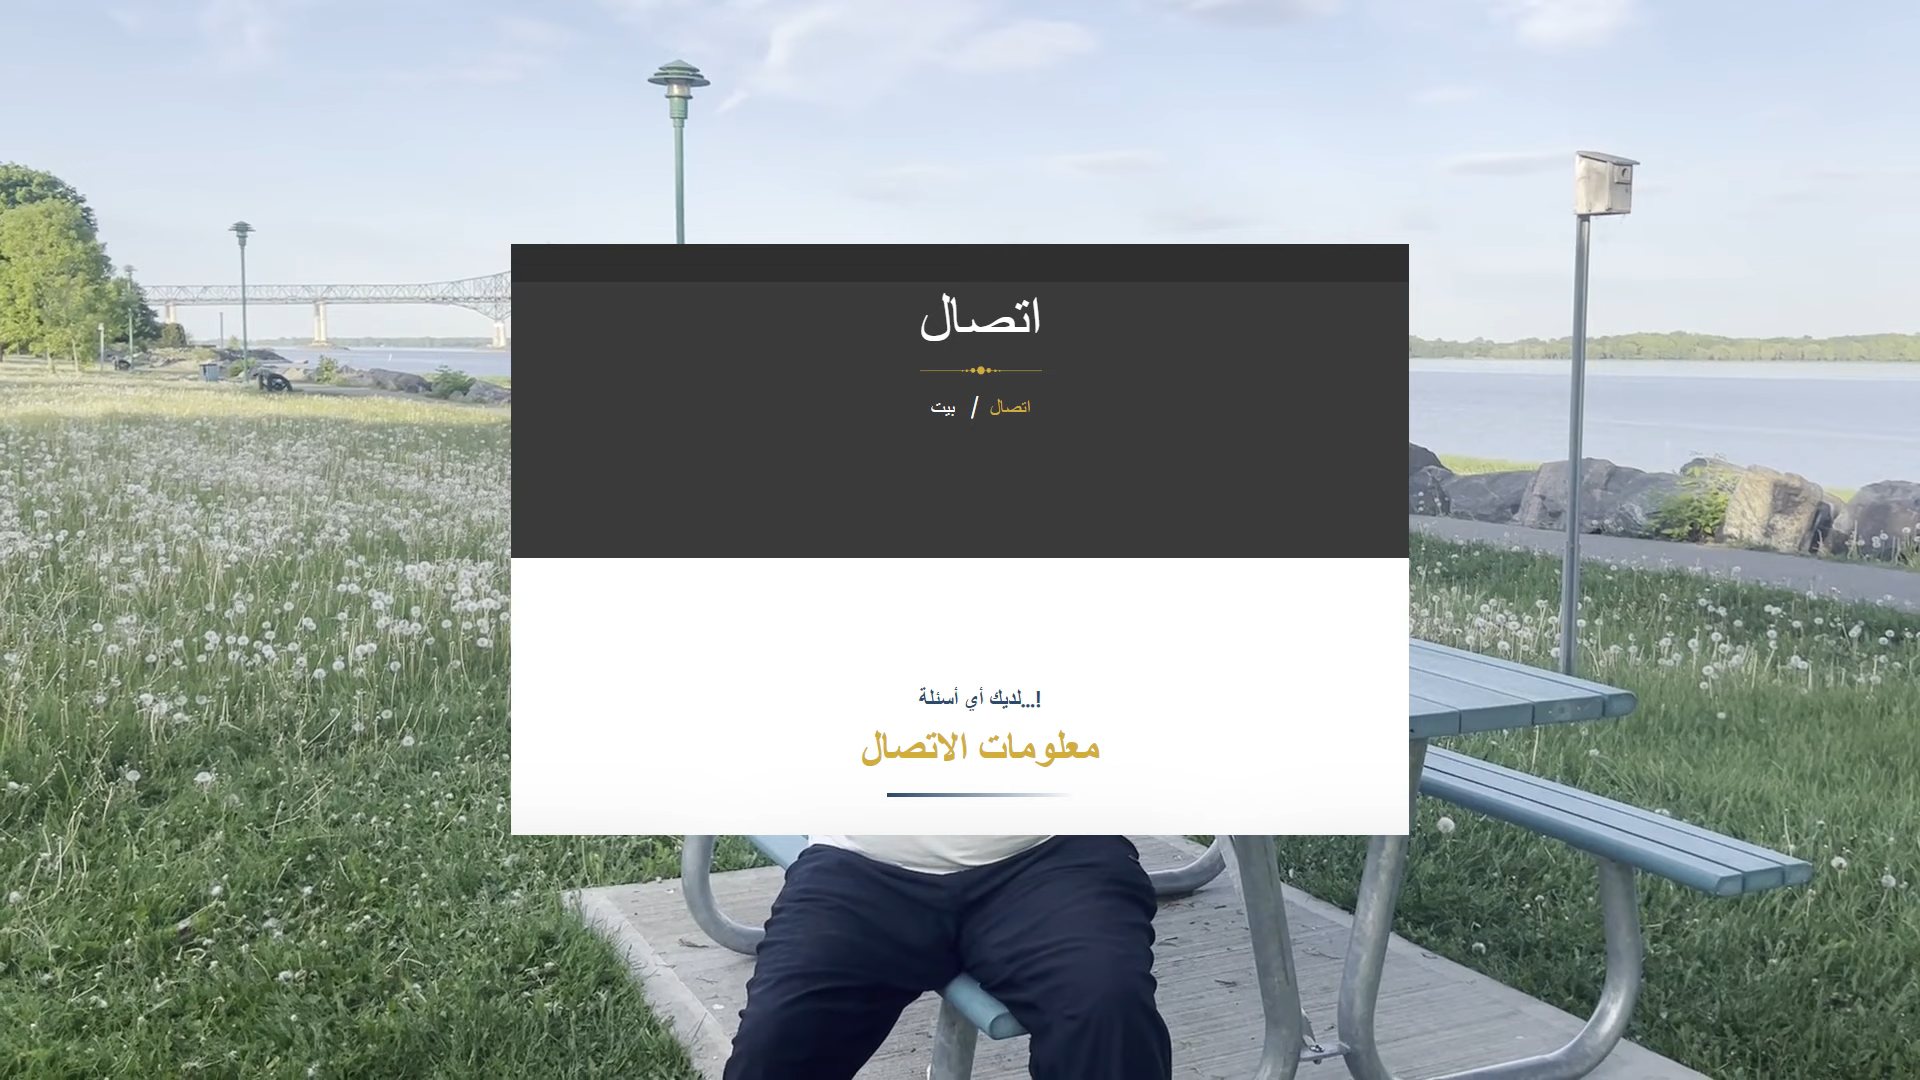 اتصال
بيت / اتصال
لديك أي أسئلة...!
معلومات الاتصال